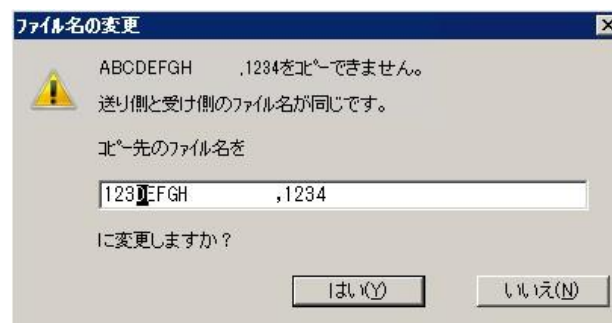 ファイル名の変更
ABCDEFGH　　,1234をコピーできません。
送り側と受け側のファイル名が同じです。
コピー先のファイル名を
123DEFGH　　　,1234
に変更しますか？
はい(Y)　いいえ(N)